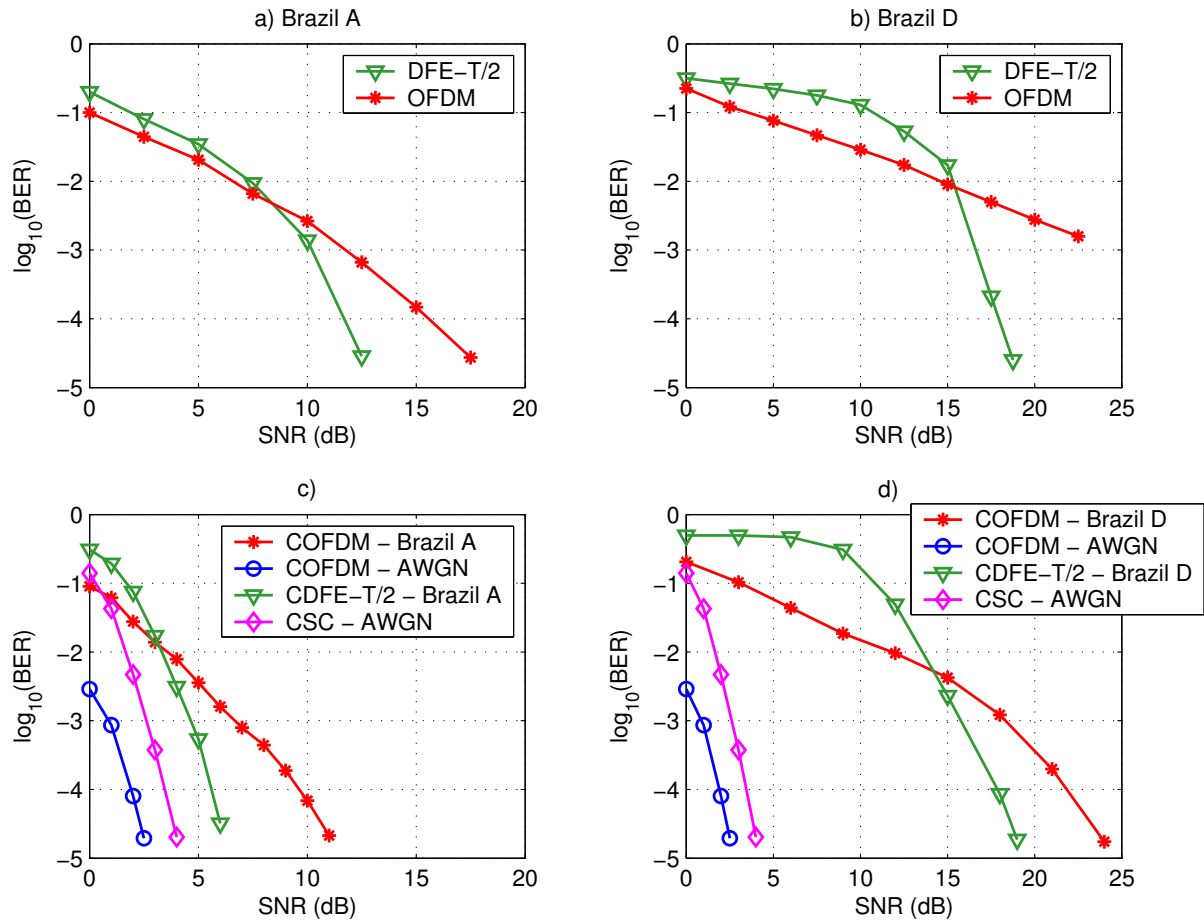 a) Brazil A
0
−1
−2
−3
−4
−5
log10(BER)
0 5 10 15 20
SNR (dB)
DFE−T/2
OFDM
b) Brazil D
0
−1
−2
−3
−4
−5
log10(BER)
0 5 10 15 20 25
SNR (dB)
DFE−T/2
OFDM
c)
0
−1
−2
−3
−4
−5
log10(BER)
0 5 10 15 20
SNR (dB)
COFDM − Brazil A
COFDM − AWGN
CDFE−T/2 − Brazil A
CSC − AWGN
d)
0
−1
−2
−3
−4
−5
log10(BER)
0 5 10 15 20 25
SNR (dB)
COFDM − Brazil D
COFDM − AWGN
CDFE−T/2 − Brazil D
CSC − AWGN